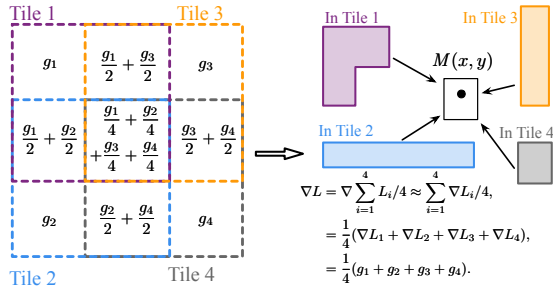 Tile 1
Tile 3
g₁
g₁/2 + g₃/2
g₃
g₁/2 + g₂/2
g₁/4 + g₂/4
+ g₃/4 + g₄/4
g₃/2 + g₄/2
g₂
g₂/2 + g₄/2
g₄
Tile 2
Tile 4
In Tile 1
In Tile 3
M(x, y)
In Tile 2
In Tile 4
∇L = ∇ ∑_{i=1}^{4} L_i/4 ≈ ∑_{i=1}^{4} ∇L_i/4,
= 1/4 (∇L₁ + ∇L₂ + ∇L₃ + ∇L₄),
= 1/4 (g₁ + g₂ + g₃ + g₄).